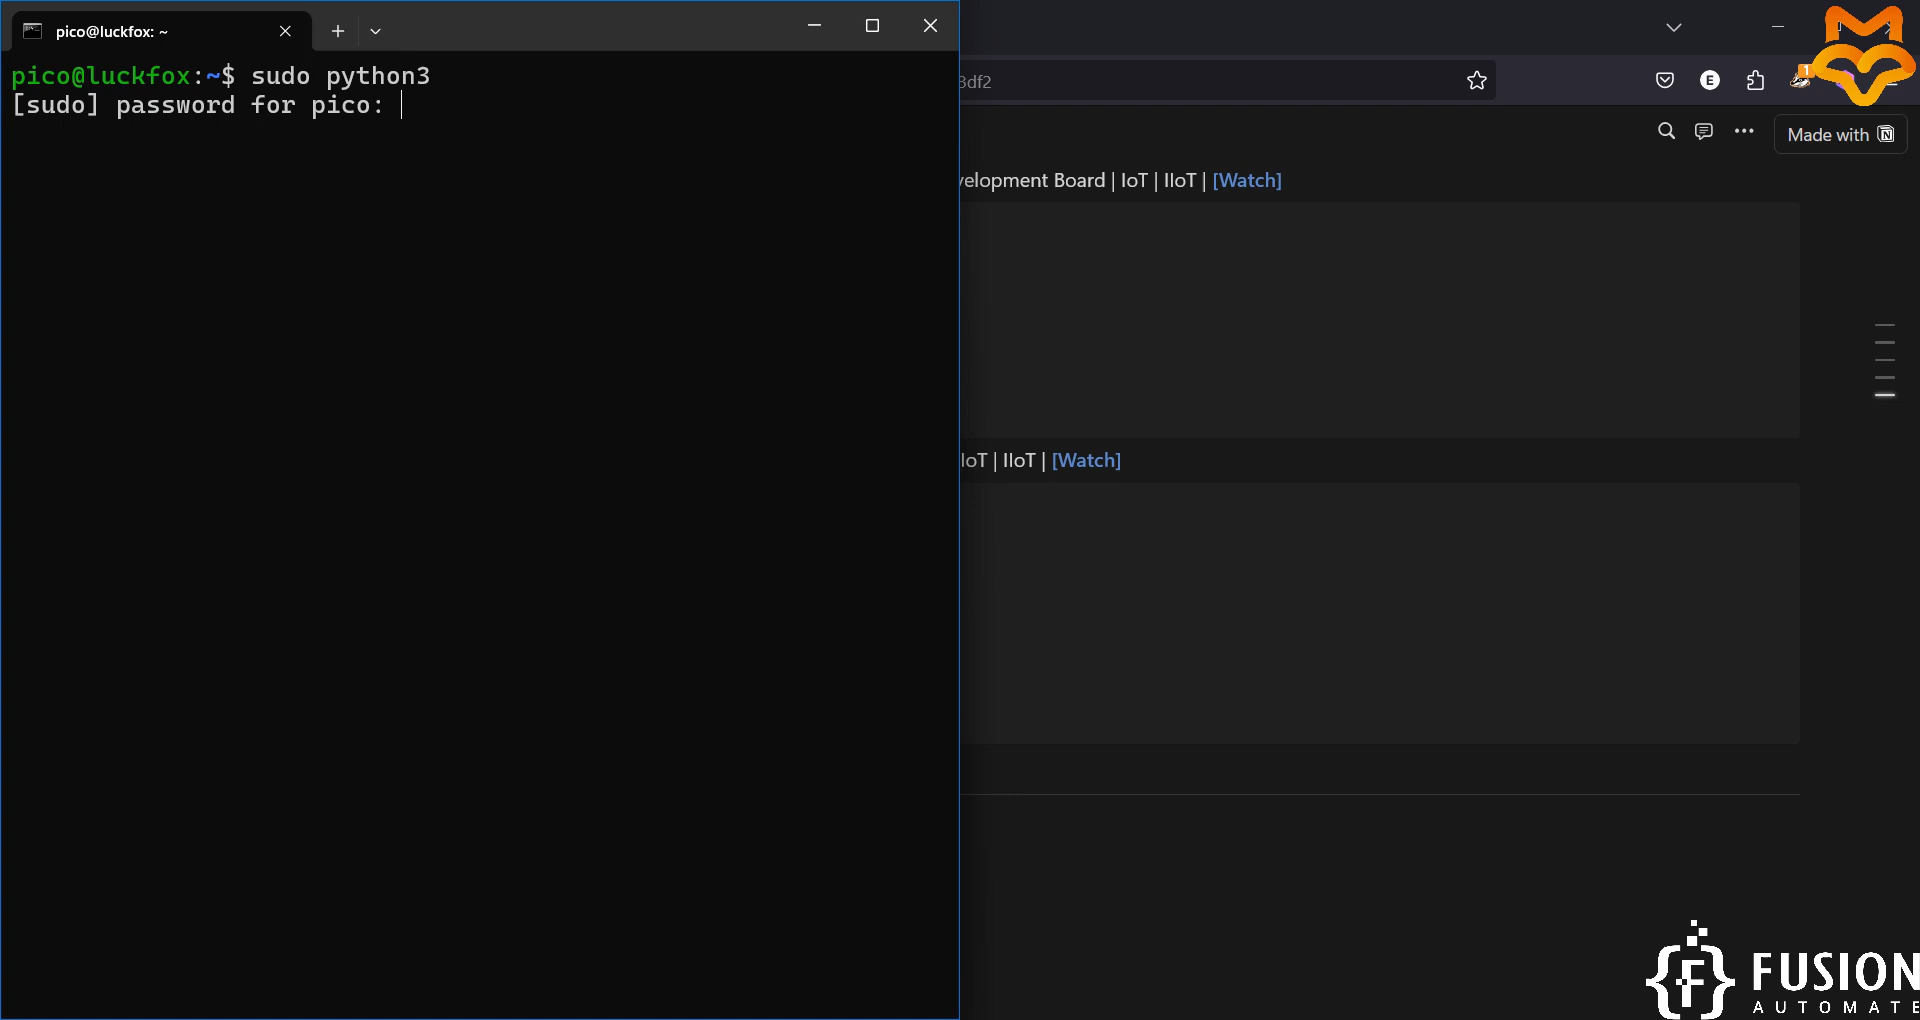 pico@luckfox: ~
pico@luckfox:~$ sudo python3
[sudo] password for pico:
3df2
E
1
Made with
velopment Board | IoT | IIoT | [Watch]
IoT | IIoT | [Watch]
{F} FUSION
AUTOMATE